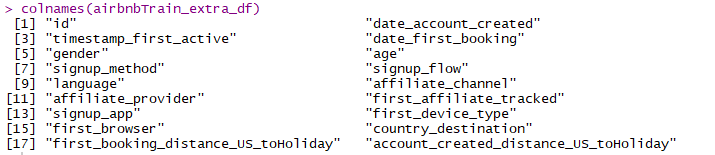 > colnames(airbnbTrain_extra_df)
[1] "id" "date_account_created"
[3] "timestamp_first_active" "date_first_booking"
[5] "gender" "age"
[7] "signup_method" "signup_flow"
[9] "language" "affiliate_channel"
[11] "affiliate_provider" "first_affiliate_tracked"
[13] "signup_app" "first_device_type"
[15] "first_browser" "country_destination"
[17] "first_booking_distance_US_toHoliday" "account_created_distance_US_toHoliday"